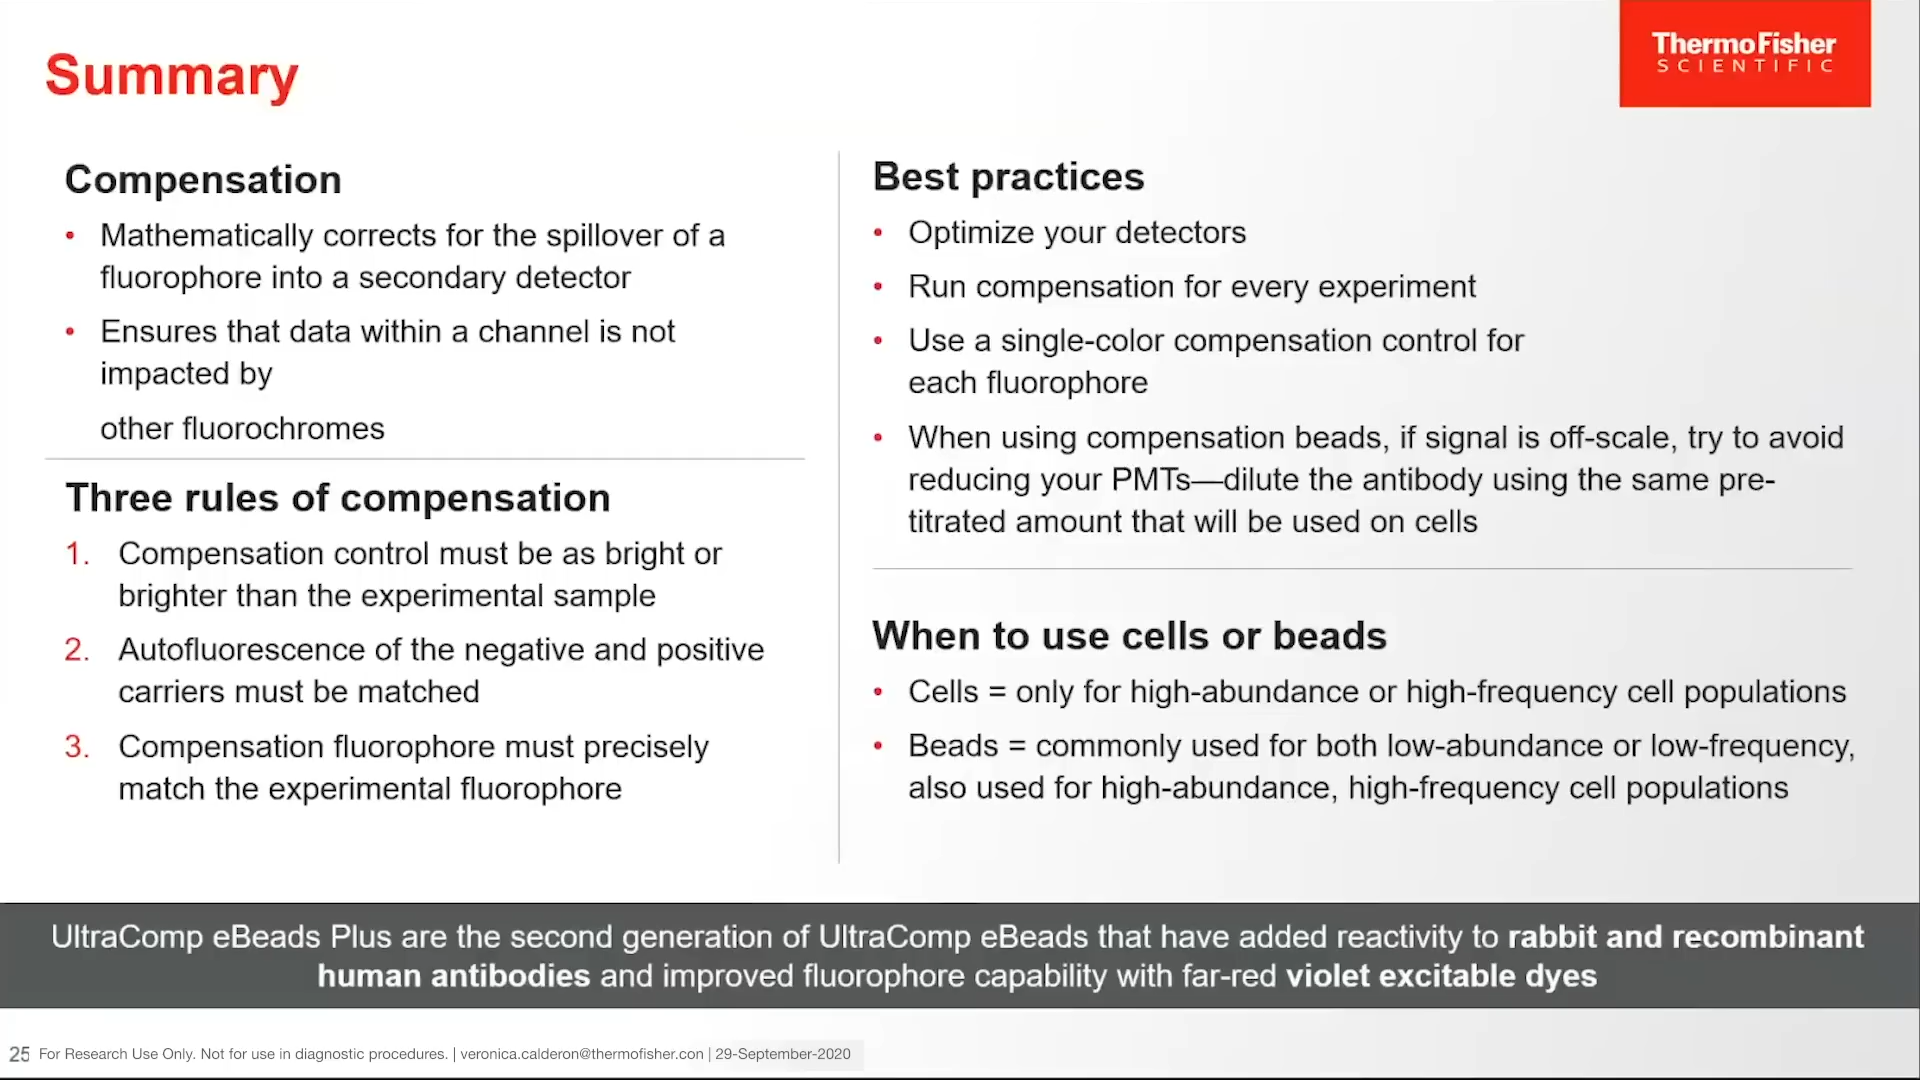 Summary
ThermoFisher
SCIENTIFIC
Compensation
• Mathematically corrects for the spillover of a
fluorophore into a secondary detector
• Ensures that data within a channel is not
impacted by
other fluorochromes
Three rules of compensation
1. Compensation control must be as bright or
brighter than the experimental sample
2. Autofluorescence of the negative and positive
carriers must be matched
3. Compensation fluorophore must precisely
match the experimental fluorophore
Best practices
• Optimize your detectors
• Run compensation for every experiment
• Use a single-color compensation control for
each fluorophore
• When using compensation beads, if signal is off-scale, try to avoid
reducing your PMTs—dilute the antibody using the same pre-
titrated amount that will be used on cells
When to use cells or beads
• Cells = only for high-abundance or high-frequency cell populations
• Beads = commonly used for both low-abundance or low-frequency,
also used for high-abundance, high-frequency cell populations
UltraComp eBeads Plus are the second generation of UltraComp eBeads that have added reactivity to rabbit and recombinant
human antibodies and improved fluorophore capability with far-red violet excitable dyes
25 For Research Use Only. Not for use in diagnostic procedures. | veronica.calderon@thermofisher.con | 29-September-2020